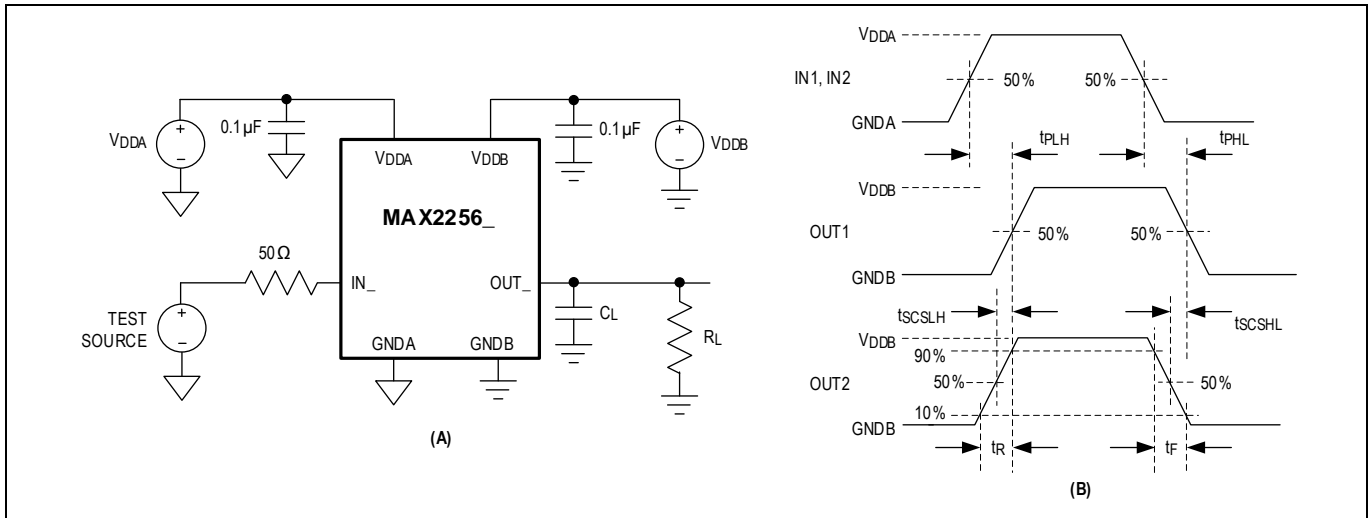 VDDA
0.1µF
0.1µF
VDDB
VDDA
VDDB
MAX2256_
50Ω
IN_
OUT_
TEST
SOURCE
CL
RL
GNDA
GNDB
(A)
VDDA
IN1, IN2
50%
50%
GNDA
tPLH
tPHL
VDDB
OUT1
50%
50%
GNDB
tSCSLH
tSCSHL
VDDB
90%
OUT2
50%
50%
10%
GNDB
tR
tF
(B)